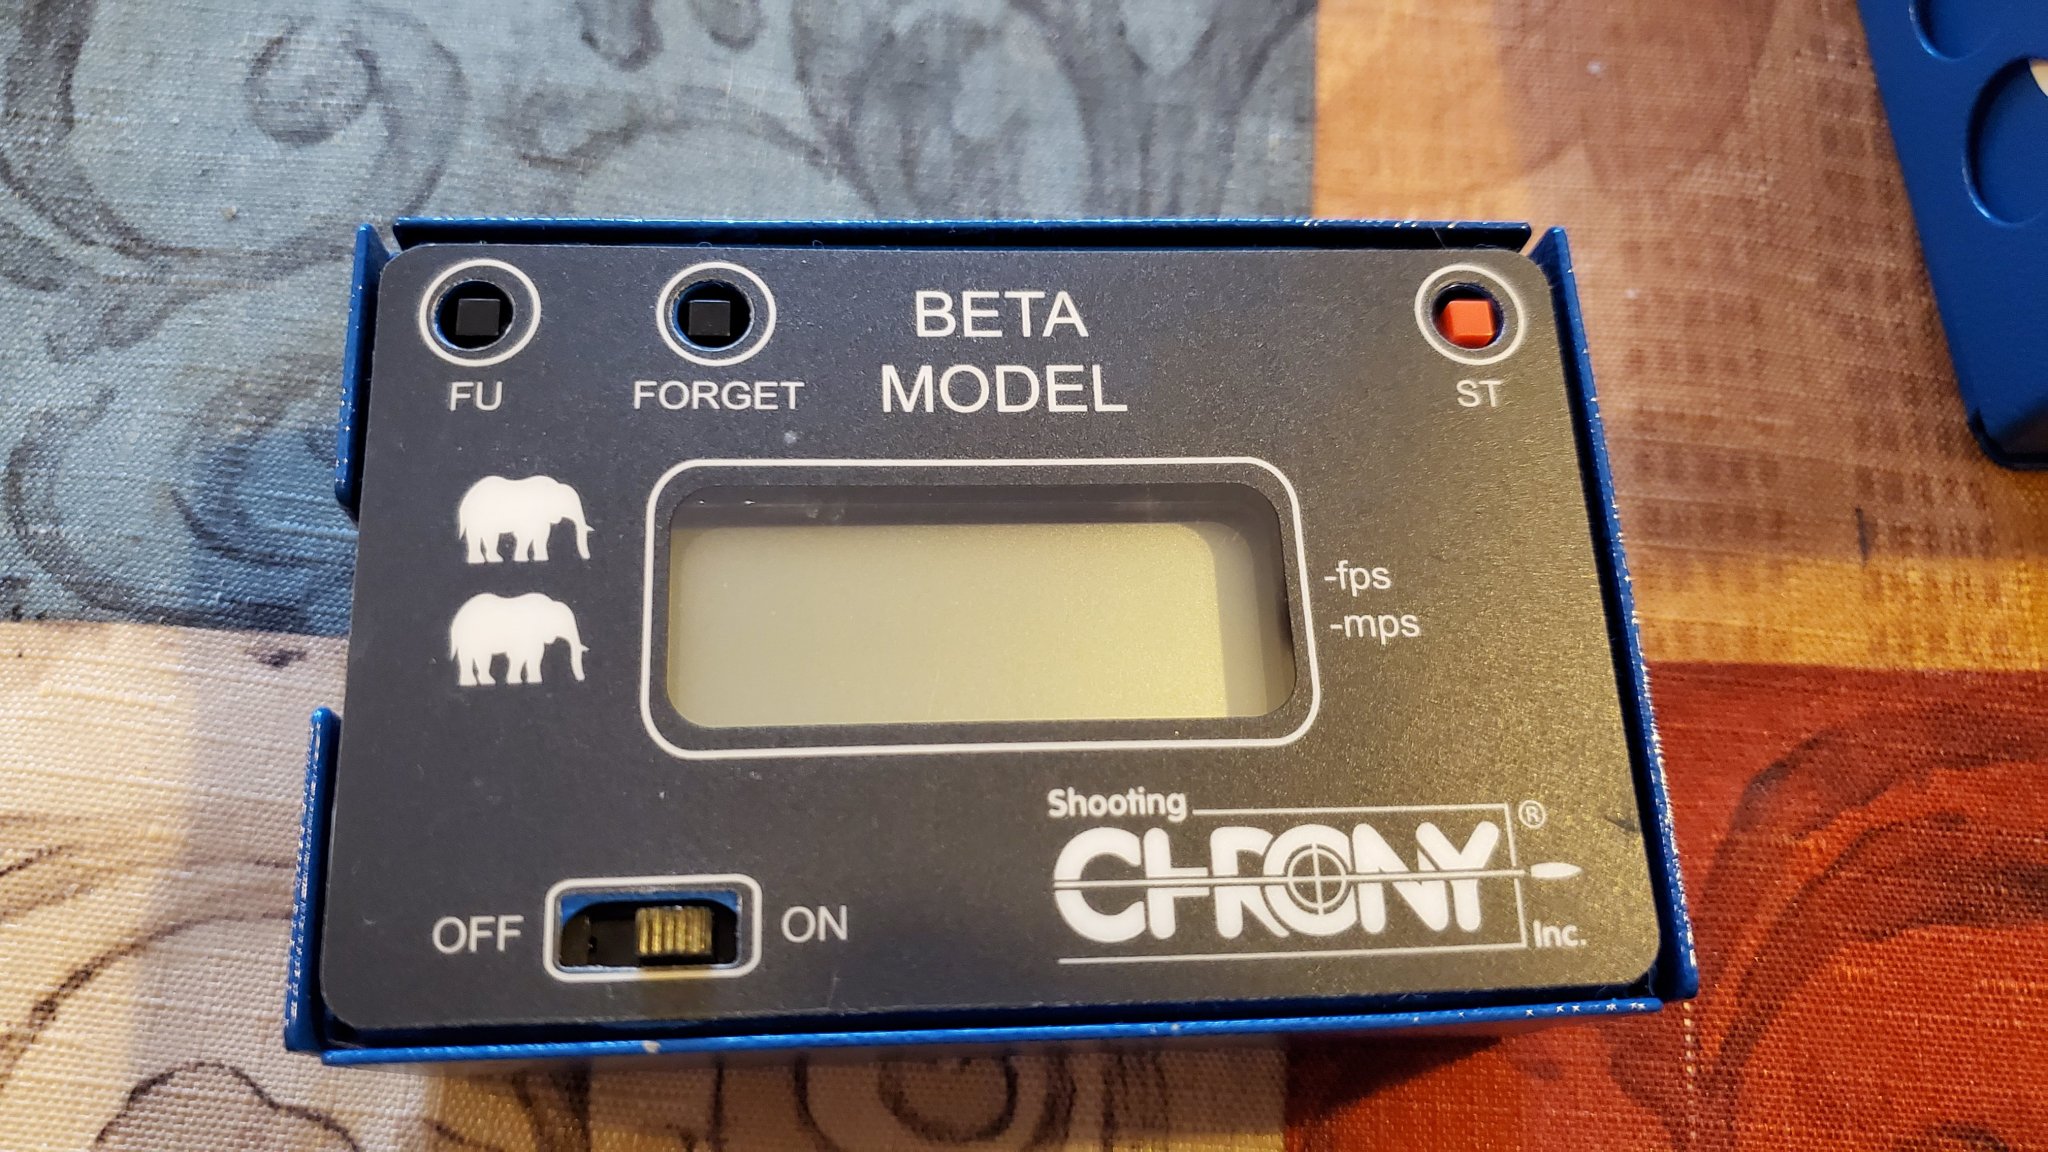 BETA
MODEL
FU
FORGET
ST
-fps
-mps
Shooting
CHRONY ®
Inc.
OFF
ON